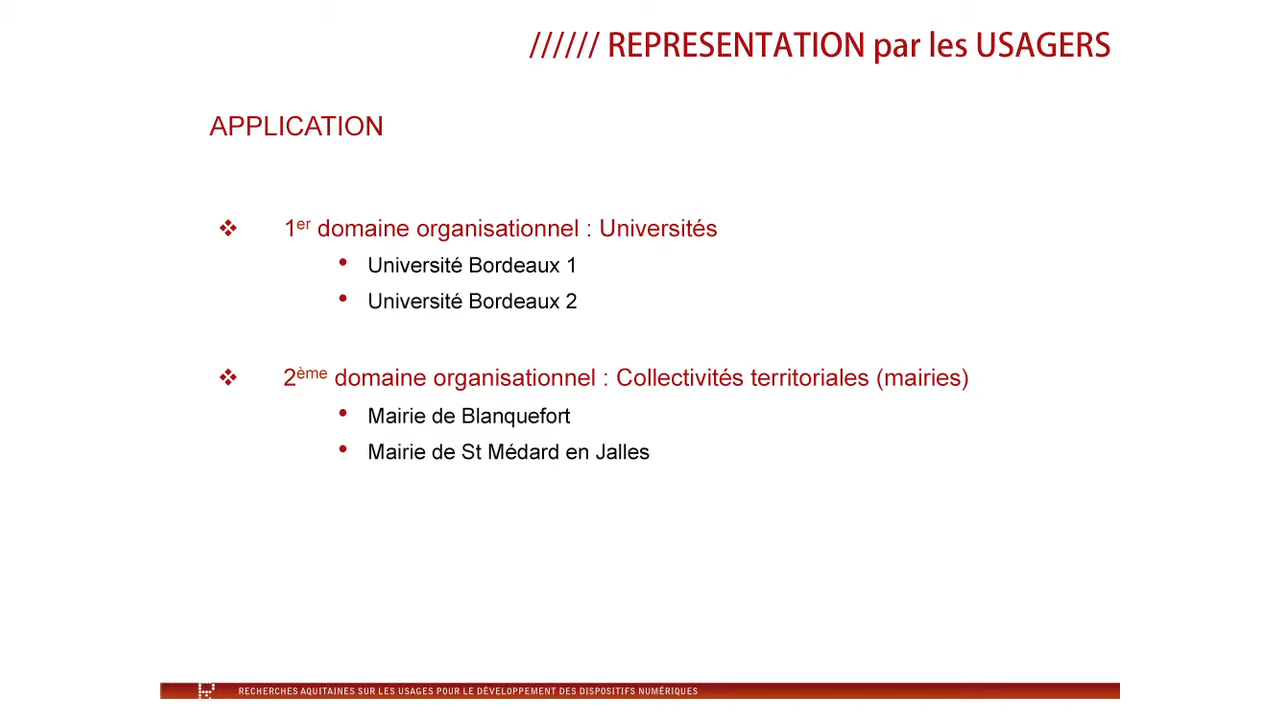 ////// REPRESENTATION par les USAGERS
APPLICATION
❖ 1er domaine organisationnel : Universités
• Université Bordeaux 1
• Université Bordeaux 2
❖ 2ème domaine organisationnel : Collectivités territoriales (mairies)
• Mairie de Blanquefort
• Mairie de St Médard en Jalles
RECHERCHES AQUITAINES SUR LES USAGES POUR LE DÉVELOPPEMENT DES DISPOSITIFS NUMÉRIQUES